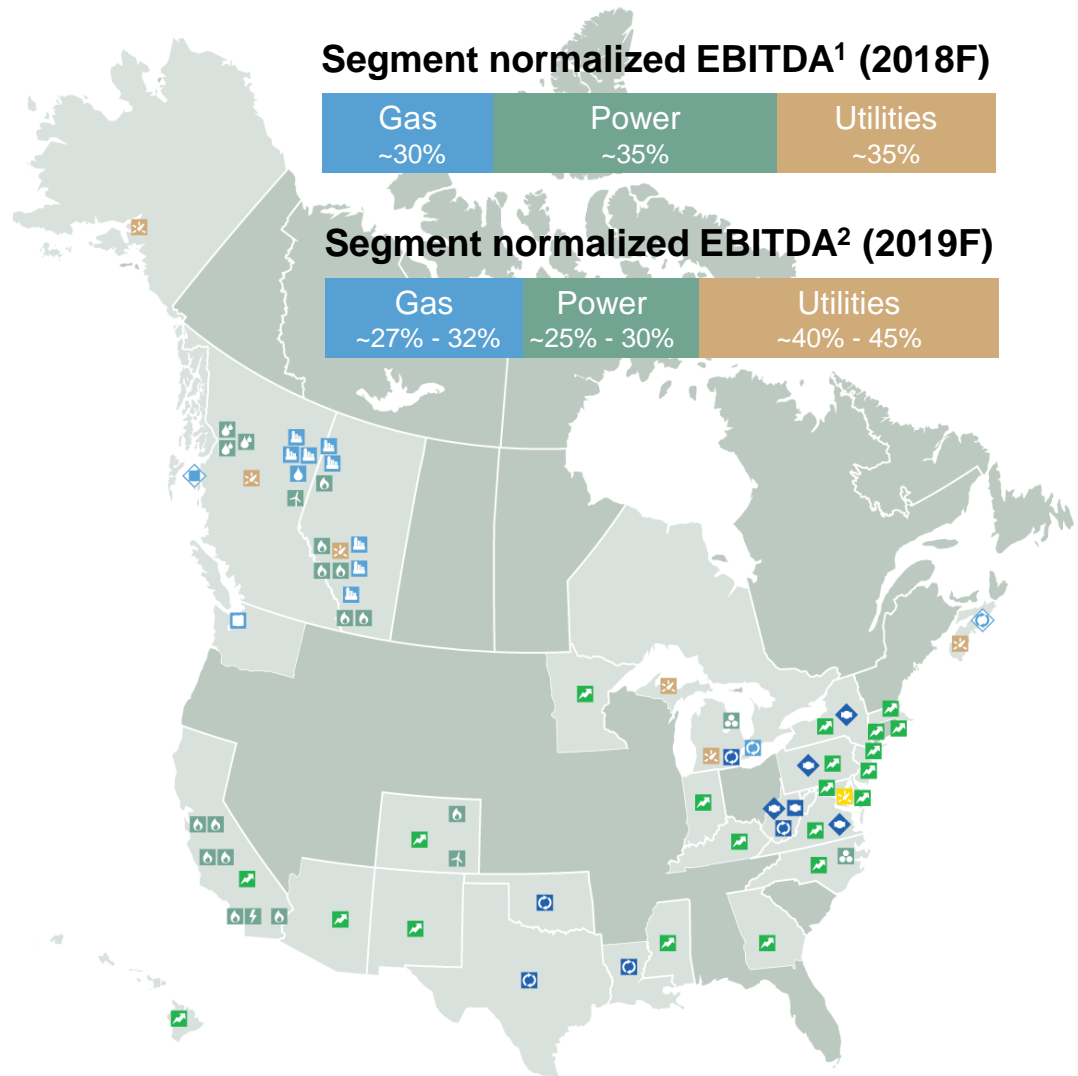 Segment normalized EBITDA¹ (2018F)
Gas Power Utilities
~30% ~35% ~35%
Segment normalized EBITDA² (2019F)
Gas Power Utilities
~27% - 32% ~25% - 30% ~40% - 45%